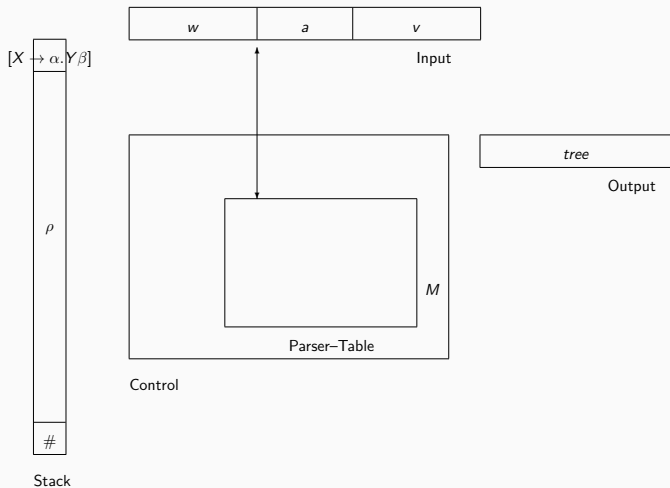 w a v
Input
[X → α.Yβ]
tree
Output
ρ
M
Parser–Table
Control
#
Stack